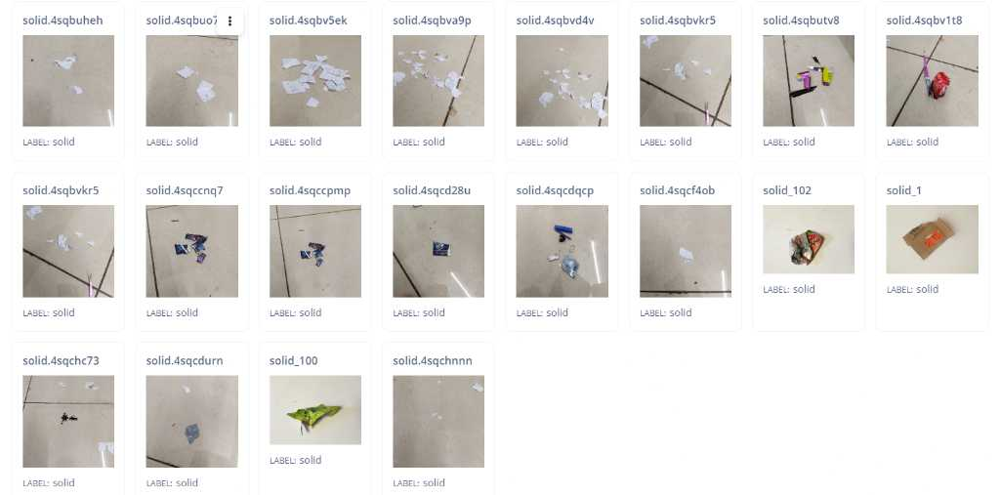 solid.4sqbuheh
solid.4sqbuo7
solid.4sqbv5ek
solid.4sqbva9p
solid.4sqbvd4v
solid.4sqbvkr5
solid.4sqbutv8
solid.4sqbv1t8
LABEL: solid
LABEL: solid
LABEL: solid
LABEL: solid
LABEL: solid
LABEL: solid
LABEL: solid
LABEL: solid
solid.4sqbvkr5
solid.4sqccnq7
solid.4sqccpmp
solid.4sqcd28u
solid.4sqcdqcp
solid.4sqcf4ob
solid_102
solid_1
LABEL: solid
LABEL: solid
LABEL: solid
LABEL: solid
LABEL: solid
LABEL: solid
LABEL: solid
LABEL: solid
solid.4sqchc73
solid.4sqcdurn
solid_100
solid.4sqchnnn
LABEL: solid
LABEL: solid
LABEL: solid
LABEL: solid